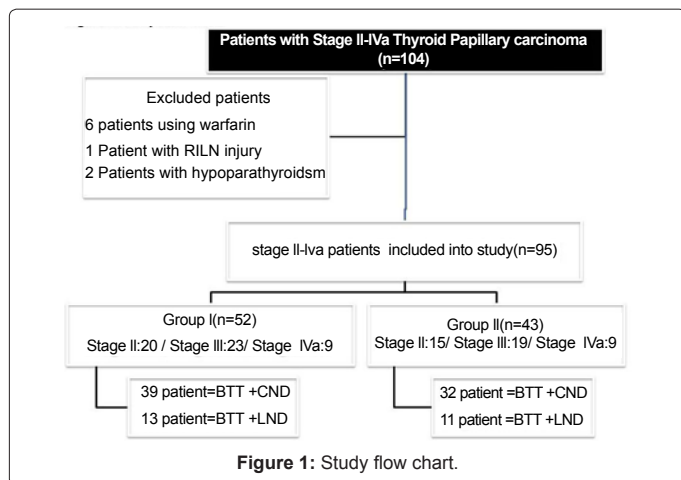 Patients with Stage II-IVa Thyroid Papillary carcinoma
(n=104)
Excluded patients
6 patients using warfarin
1 Patient with RILN injury
2 Patients with hypoparathyroidsm
stage II-Iva patients included into study(n=95)
Group I(n=52)
Stage II:20 / Stage III:23/ Stage IVa:9
Group II(n=43)
Stage II:15/ Stage III:19/ Stage IVa:9
39 patient=BTT +CND
13 patient=BTT +LND
32 patient =BTT +CND
11 patient =BTT +LND
Figure 1: Study flow chart.